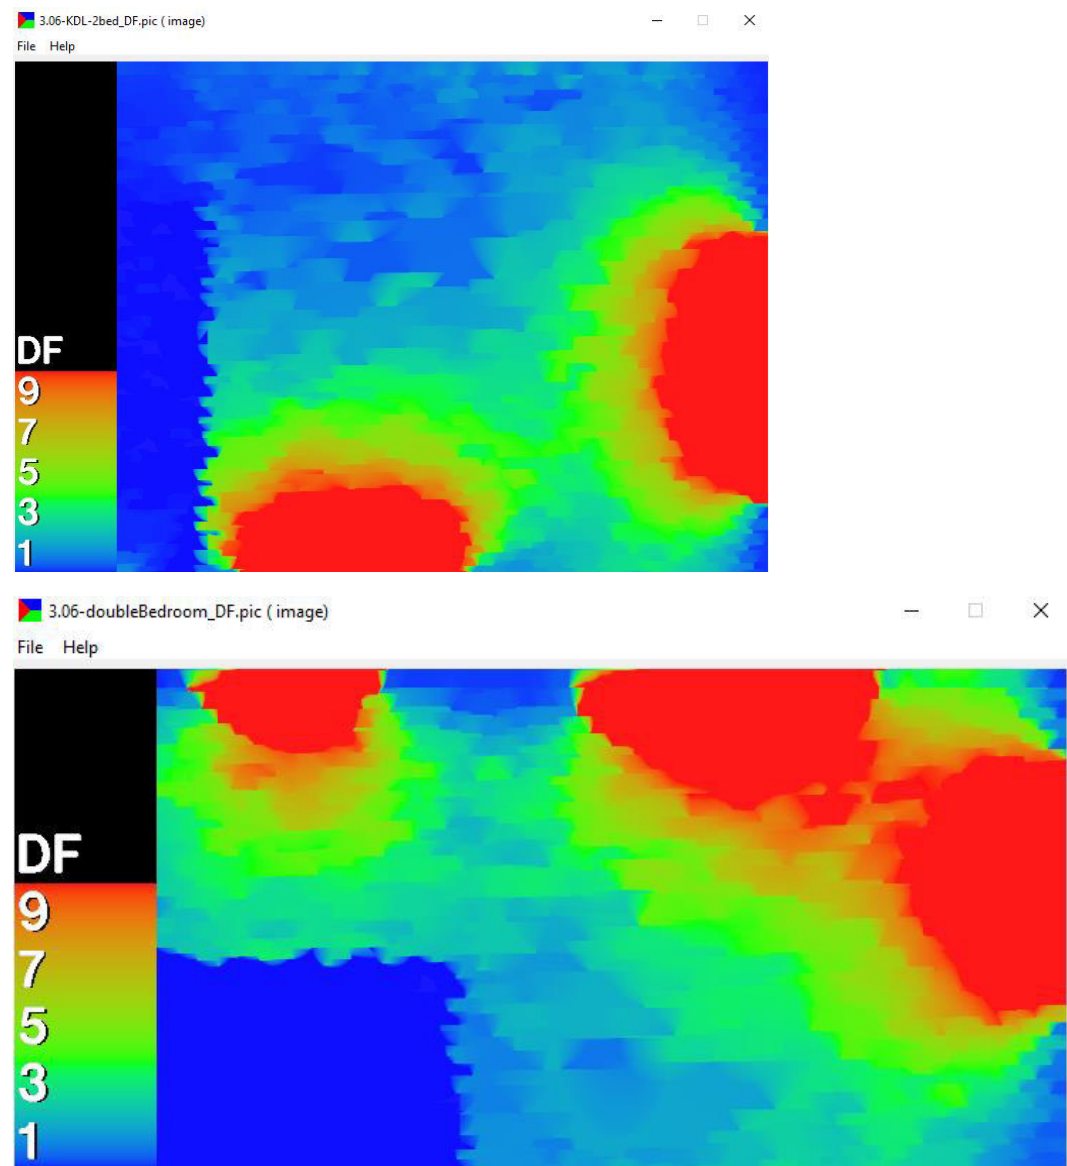 3.06-KDL-2bed_DF.pic ( image)
File Help
DF
9
7
5
3
1
3.06-doubleBedroom_DF.pic ( image)
File Help
DF
9
7
5
3
1